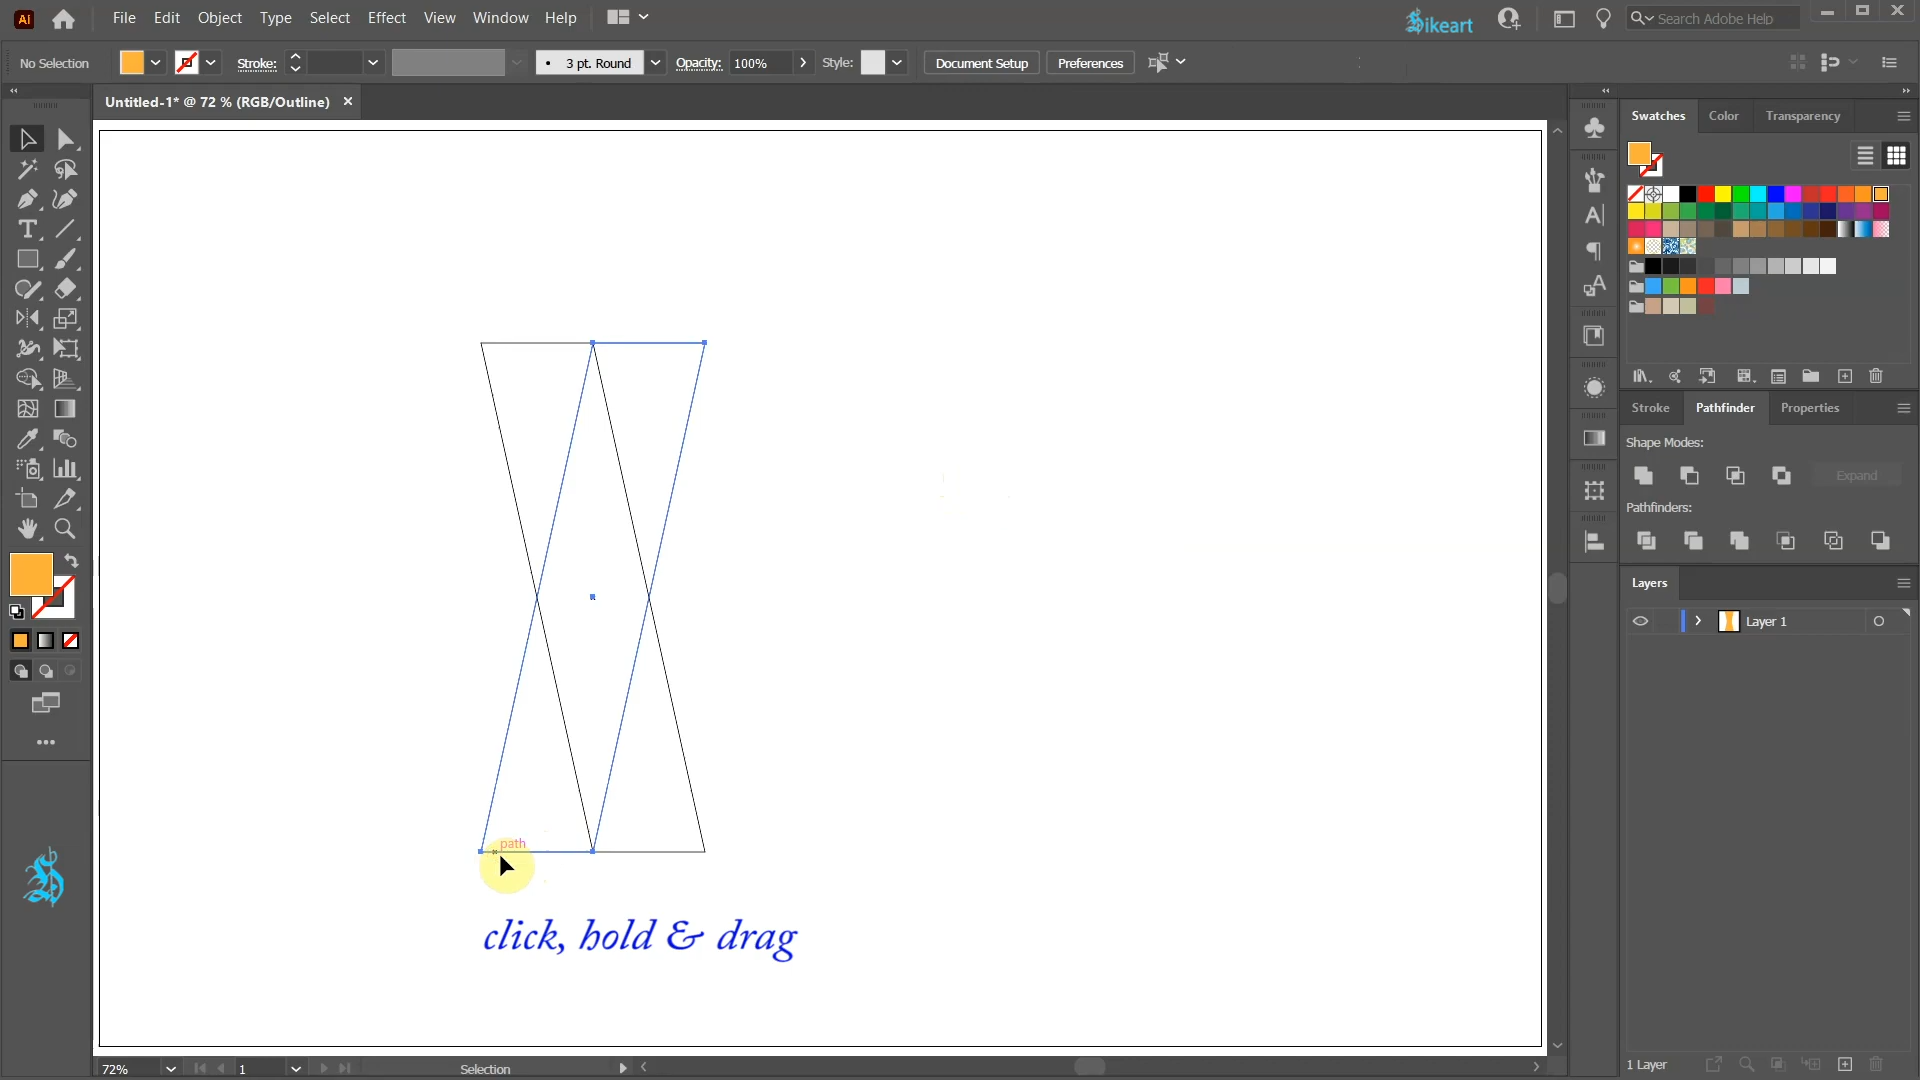 Ai File Edit Object Type Select Effect View Window Help Sikeart Search Adobe Help
No Selection Stroke: 3 pt. Round Opacity: 100% Style: Document Setup Preferences
Untitled-1* @ 72 % (RGB/Outline)
Swatches Color Transparency
Stroke Pathfinder Properties
Shape Modes:
Expand
Pathfinders:
Layers
Layer 1
path
click, hold & drag
72% 1 Selection
1 Layer